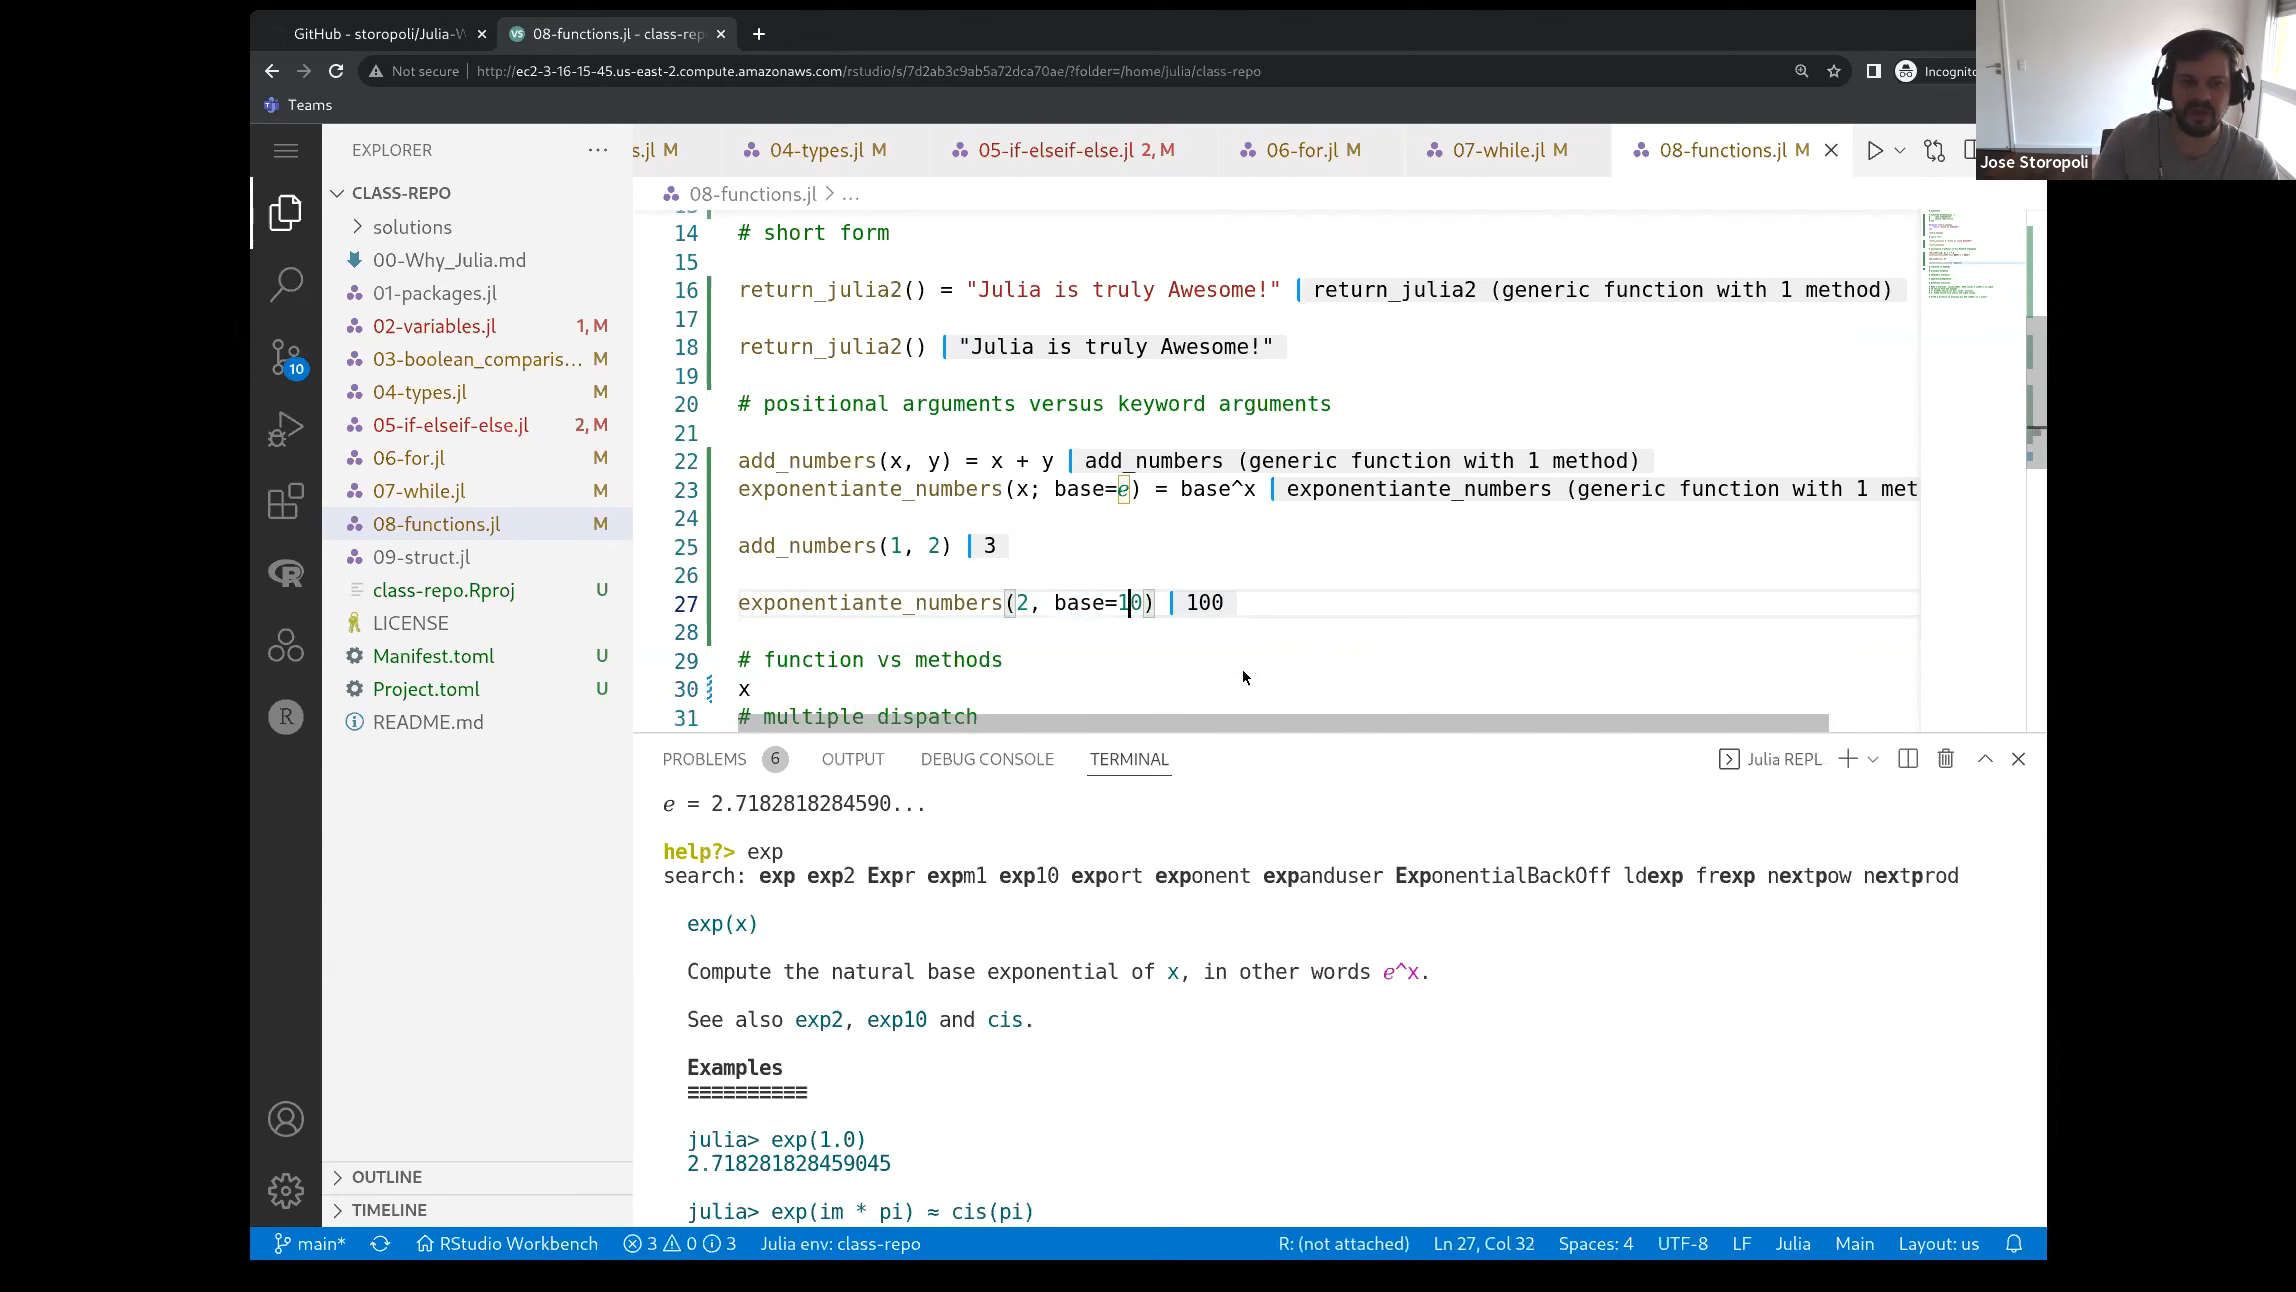 GitHub - storopoli/Julia-W
08-functions.jl - class-rep
Not secure
http://ec2-3-16-15-45.us-east-2.compute.amazonaws.com/rstudio/s/7d2ab3c9ab5a72dca70ae/?folder=/home/julia/class-repo
Incognito
Teams
Jose Storopoli
EXPLORER
s.jl M
04-types.jl M
05-if-elseif-else.jl 2, M
06-for.jl M
07-while.jl M
08-functions.jl M
08-functions.jl > ...
CLASS-REPO
solutions
00-Why_Julia.md
01-packages.jl
02-variables.jl 1, M
03-boolean_comparis... M
04-types.jl M
05-if-elseif-else.jl 2, M
06-for.jl M
07-while.jl M
08-functions.jl M
09-struct.jl
class-repo.Rproj U
LICENSE
Manifest.toml U
Project.toml U
README.md
OUTLINE
TIMELINE
10
14 # short form
15
16 return_julia2() = "Julia is truly Awesome!" return_julia2 (generic function with 1 method)
17
18 return_julia2() "Julia is truly Awesome!"
19
20 # positional arguments versus keyword arguments
21
22 add_numbers(x, y) = x + y add_numbers (generic function with 1 method)
23 exponentiante_numbers(x; base=ℯ) = base^x exponentiante_numbers (generic function with 1 met
24
25 add_numbers(1, 2) 3
26
27 exponentiante_numbers(2, base=10) 100
28
29 # function vs methods
30 x
31 # multiple dispatch
PROBLEMS 6 OUTPUT DEBUG CONSOLE TERMINAL
Julia REPL
ℯ = 2.7182818284590...
help?> exp
search: exp exp2 Expr expm1 exp10 export exponent expanduser ExponentialBackOff ldexp frexp nextpow nextprod
exp(x)
Compute the natural base exponential of x, in other words ℯ^x.
See also exp2, exp10 and cis.
Examples
≡≡≡≡≡≡≡≡≡≡
julia> exp(1.0)
2.718281828459045
julia> exp(im * pi) ≈ cis(pi)
main* RStudio Workbench 3 0 3 Julia env: class-repo R: (not attached) Ln 27, Col 32 Spaces: 4 UTF-8 LF Julia Main Layout: us